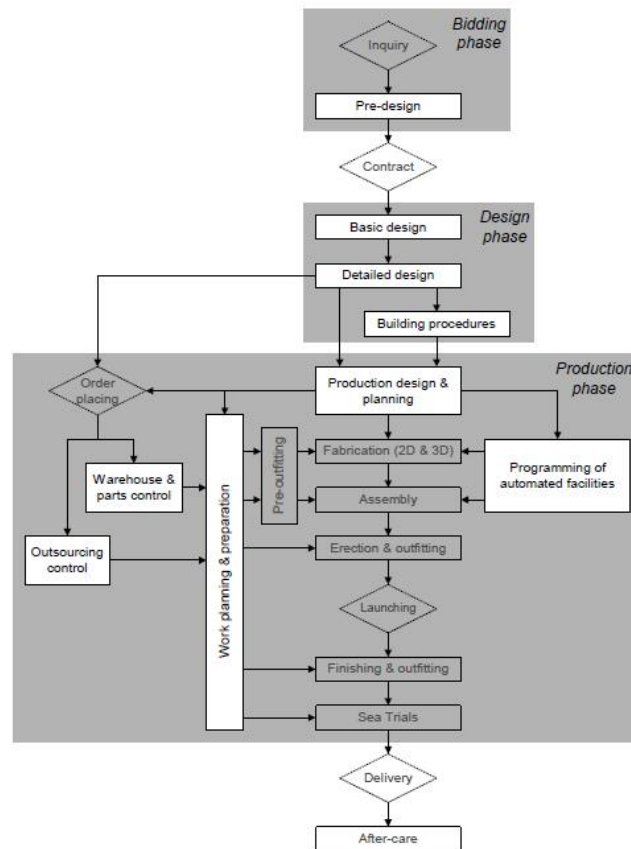 Bidding
phase
Inquiry
Pre-design
Contract
Design
phase
Basic design
Detailed design
Building procedures
Production
phase
Order
placing
Production design &
planning
Warehouse &
parts control
Outsourcing
control
Work planning & preparation
Pre-outfitting
Fabrication (2D & 3D)
Programming of
automated facilities
Assembly
Erection & outfitting
Launching
Finishing & outfitting
Sea Trials
Delivery
After-care